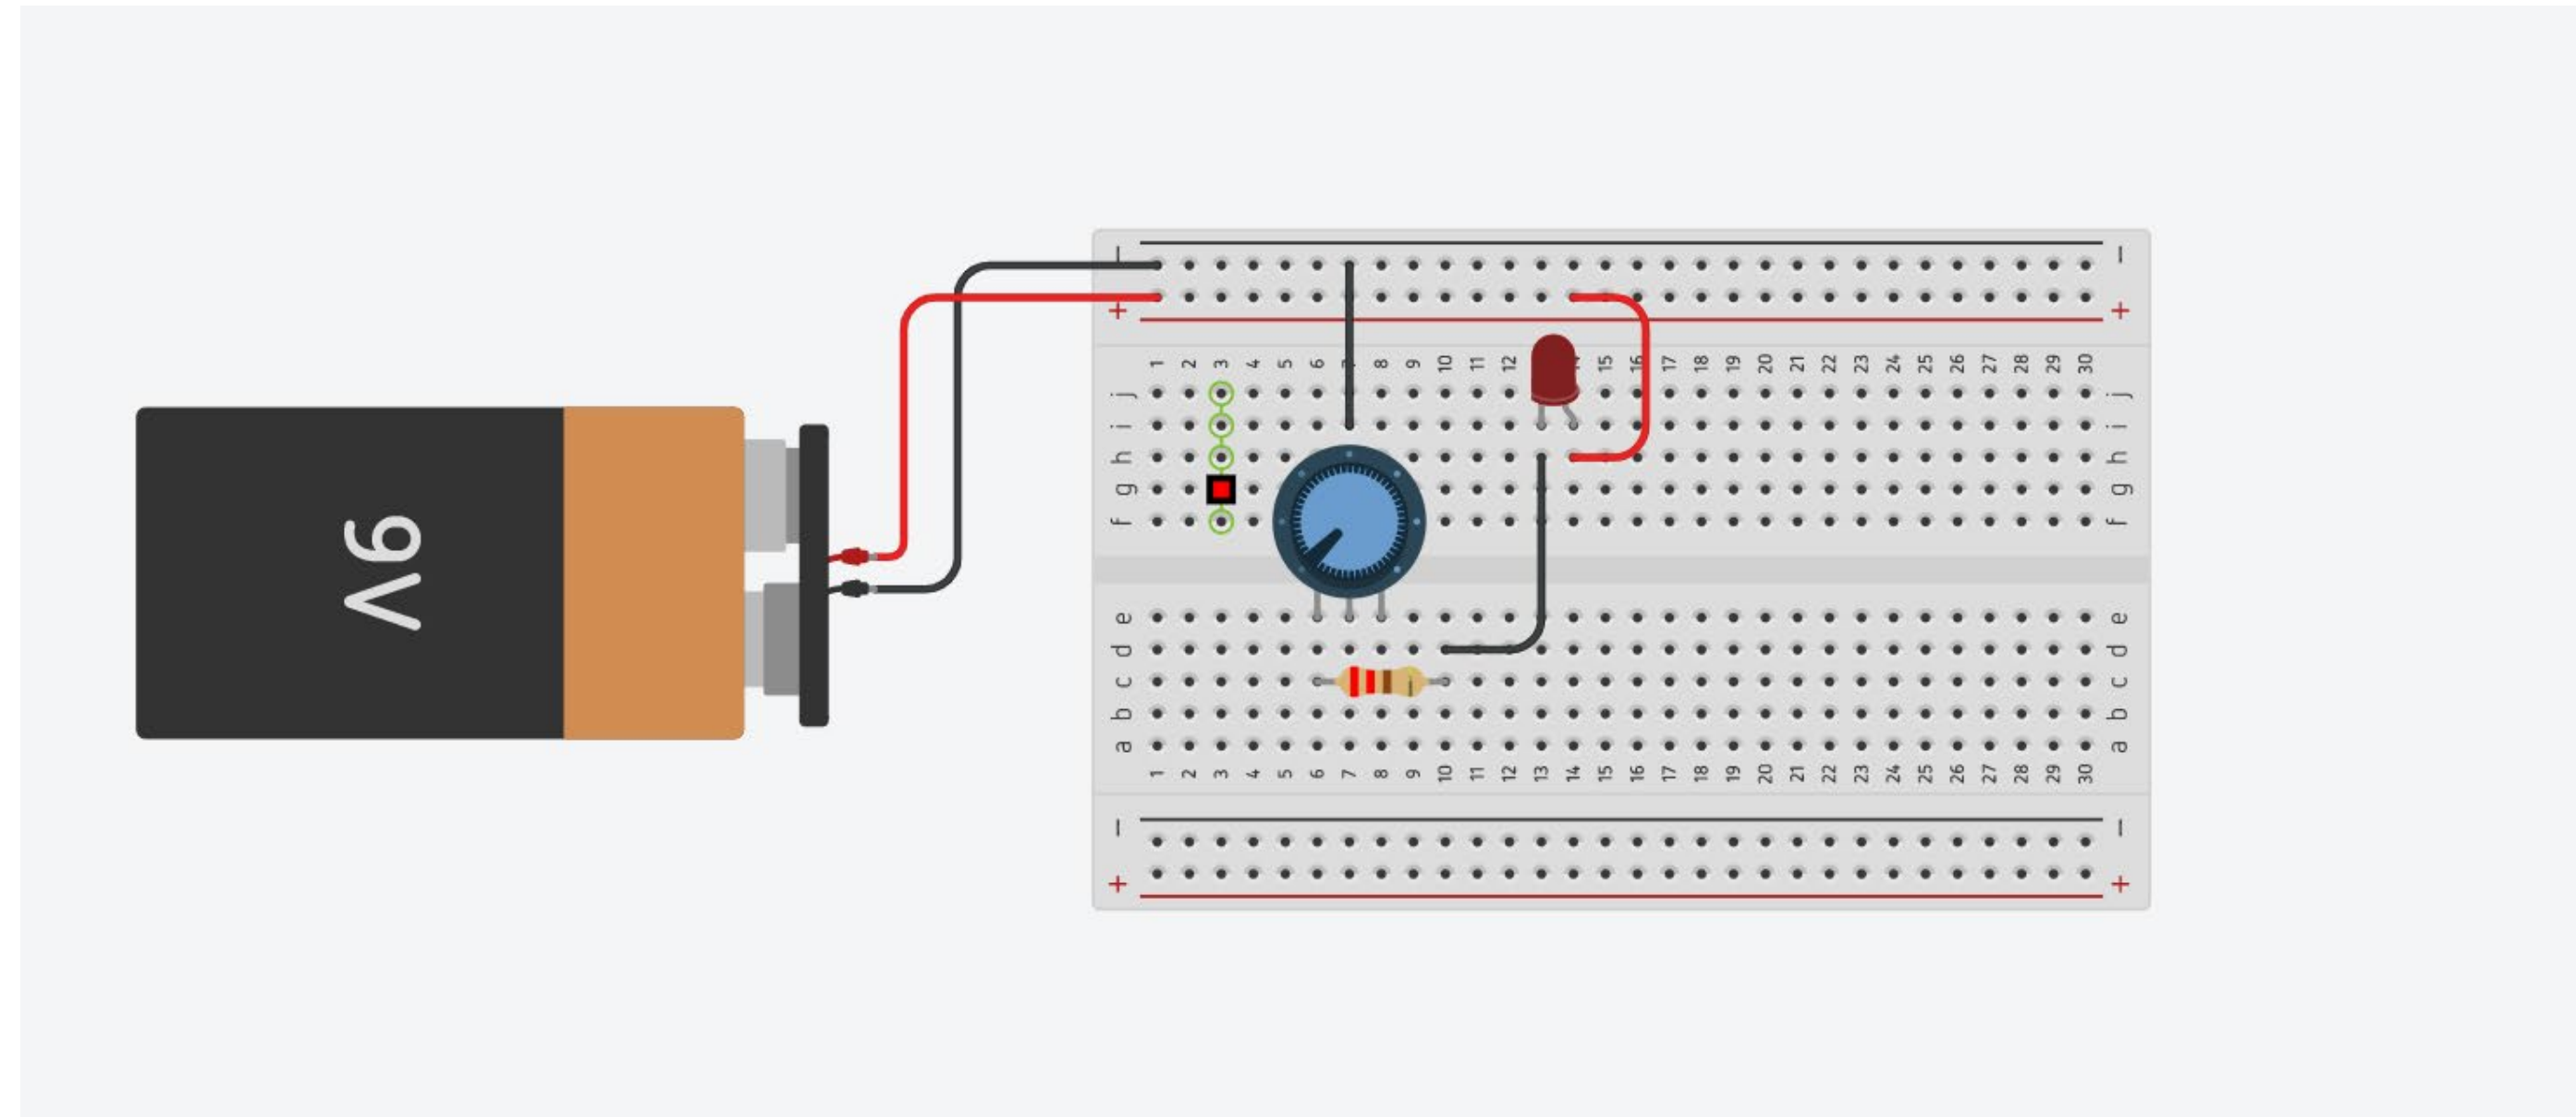 9V
− −
+ +
1 2 3 4 5 6 8 9 10 11 12 15 16 17 18 19 20 21 22 23 24 25 26 27 28 29 30
j j
i i
h h
g g
f f
e e
d d
c c
b b
a a
1 2 3 4 5 6 7 8 9 10 11 12 13 14 15 16 17 18 19 20 21 22 23 24 25 26 27 28 29 30
− −
+ +